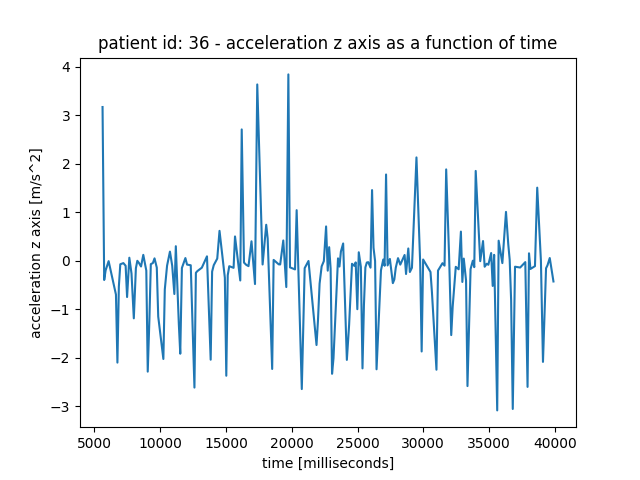 patient id: 36 - acceleration z axis as a function of time
acceleration z axis [m/s^2]
4
3
2
1
0
−1
−2
−3
5000 10000 15000 20000 25000 30000 35000 40000
time [milliseconds]